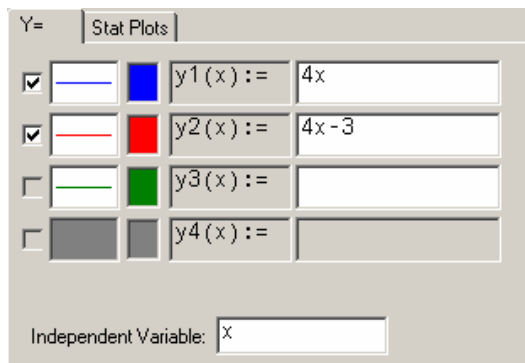 Y= Stat Plots
y1(x):= 4x
y2(x):= 4x-3
y3(x):=
y4(x):=
Independent Variable: x